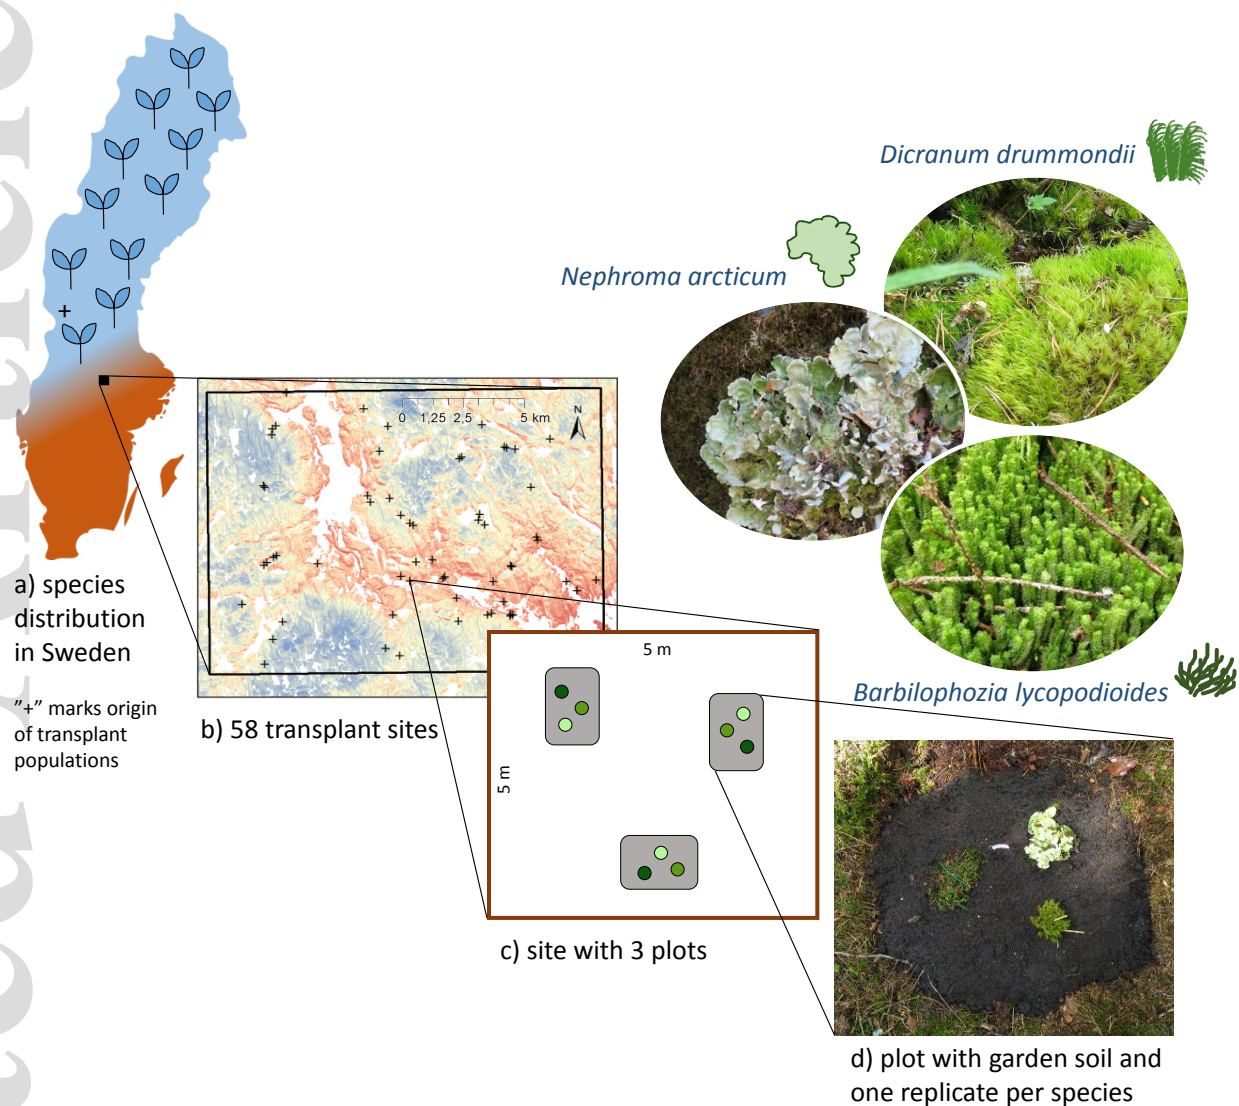 Dicranum drummondii
Nephroma arcticum
Barbilophozia lycopodioides
+
0 1,25 2,5 5 km
N
a) species
distribution
in Sweden
"+" marks origin
of transplant
populations
b) 58 transplant sites
5 m
5 m
c) site with 3 plots
d) plot with garden soil and
one replicate per species